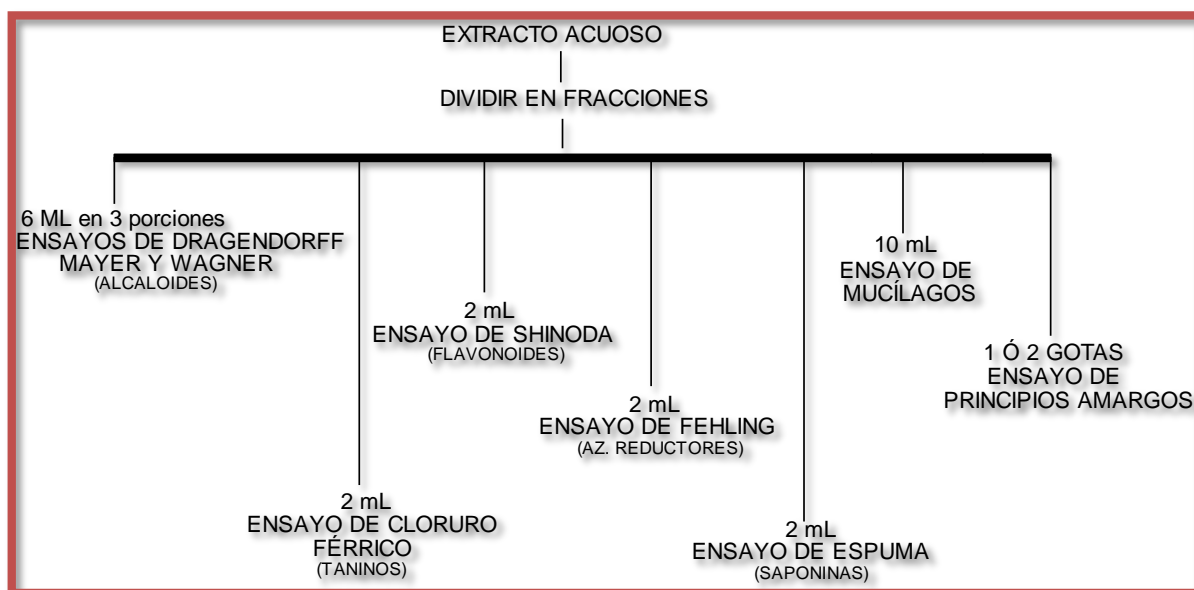 EXTRACTO ACUOSO
DIVIDIR EN FRACCIONES
6 ML en 3 porciones
ENSAYOS DE DRAGENDORFF
MAYER Y WAGNER
(ALCALOIDES)
2 mL
ENSAYO DE CLORURO
FÉRRICO
(TANINOS)
2 mL
ENSAYO DE SHINODA
(FLAVONOIDES)
2 mL
ENSAYO DE FEHLING
(AZ. REDUCTORES)
2 mL
ENSAYO DE ESPUMA
(SAPONINAS)
10 mL
ENSAYO DE
MUCÍLAGOS
1 Ó 2 GOTAS
ENSAYO DE
PRINCIPIOS AMARGOS